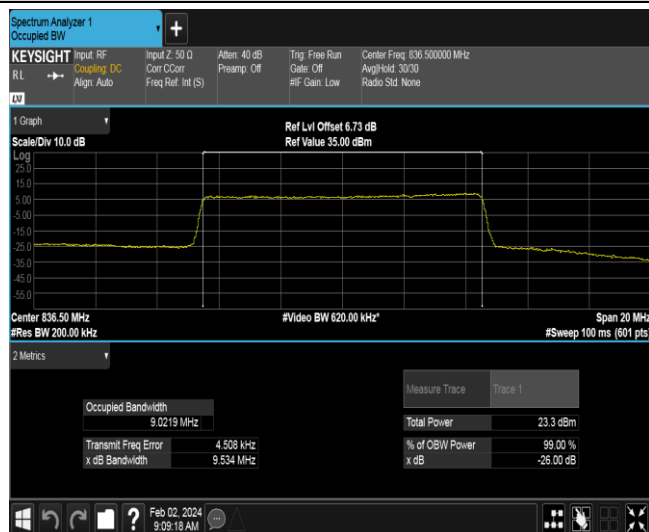 Spectrum Analyzer 1
Occupied BW
+
KEYSIGHT
RL
LXI
Input: RF
Coupling: DC
Align: Auto
Input Z: 50 Ω
Corr CCorr
Freq Ref: Int (S)
Atten: 40 dB
Preamp: Off
Trig: Free Run
Gate: Off
#IF Gain: Low
Center Freq: 836.500000 MHz
Avg|Hold: 30/30
Radio Std: None
1 Graph
Scale/Div 10.0 dB
Ref Lvl Offset 6.73 dB
Ref Value 35.00 dBm
Log
25.0
15.0
5.00
-5.00
-15.0
-25.0
-35.0
-45.0
-55.0
Center 836.50 MHz
#Res BW 200.00 kHz
#Video BW 620.00 kHz*
Span 20 MHz
#Sweep 100 ms (601 pts
2 Metrics
Measure Trace Trace 1
Occupied Bandwidth
9.0219 MHz
Total Power 23.3 dBm
Transmit Freq Error 4.508 kHz
% of OBW Power 99.00 %
x dB Bandwidth 9.534 MHz
x dB -26.00 dB
?
Feb 02, 2024
9:09:18 AM